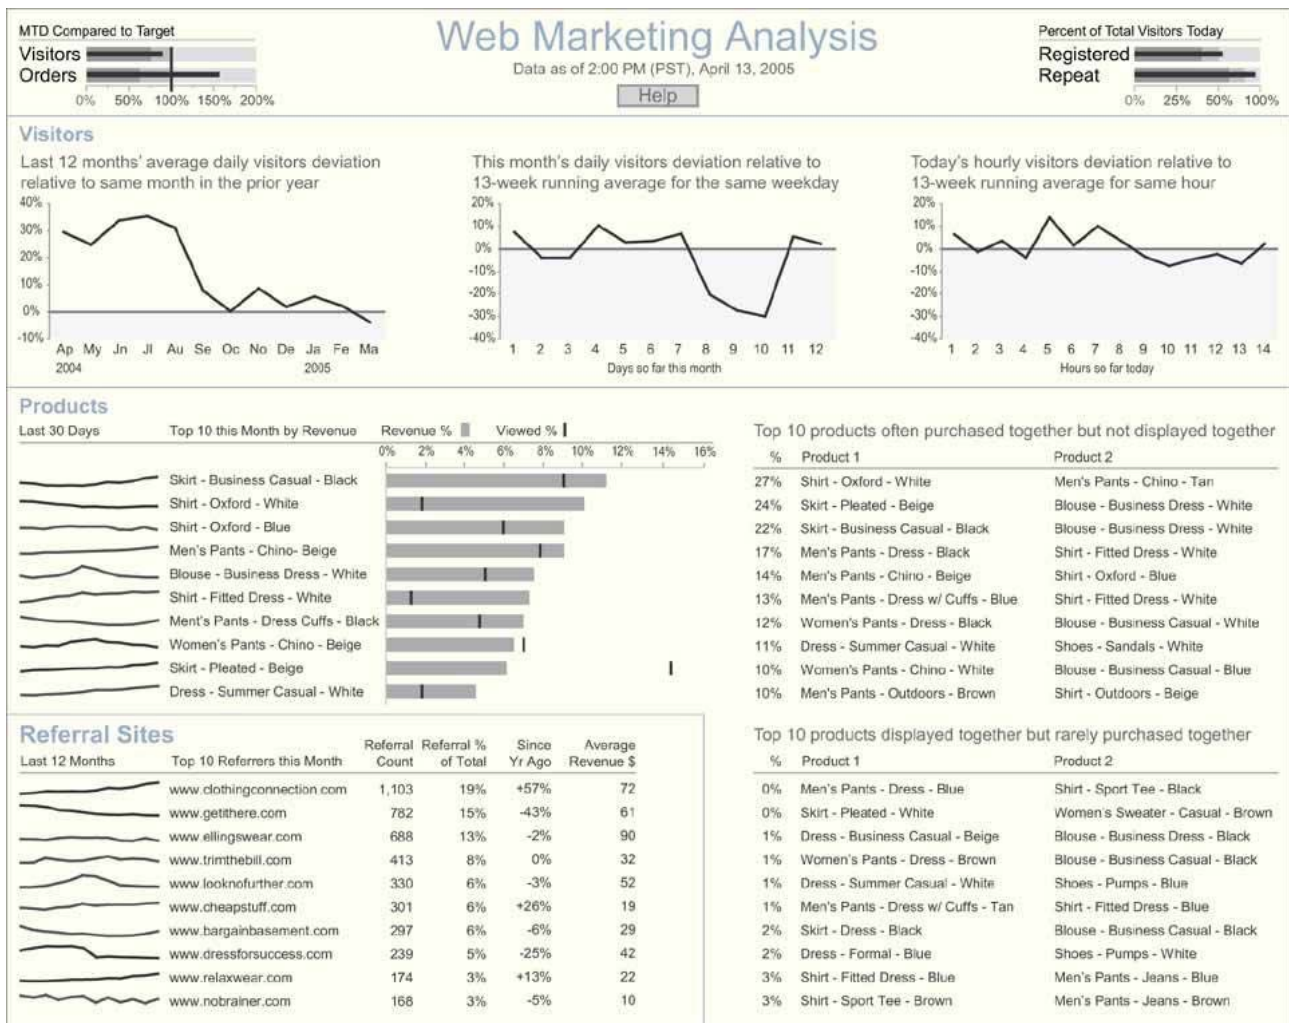 MTD Compared to Target
Visitors
Orders
0% 50% 100% 150% 200%
Web Marketing Analysis
Data as of 2:00 PM (PST), April 13, 2005
Help
Percent of Total Visitors Today
Registered
Repeat
0% 25% 50% 100%
Visitors
Last 12 months' average daily visitors deviation
relative to same month in the prior year
40%
30%
20%
10%
0%
-10%
Ap My Jn Jl Au Se Oc No De Ja Fe Ma
2004 2005
This month's daily visitors deviation relative to
13-week running average for the same weekday
20%
10%
0%
-10%
-20%
-30%
-40%
1 2 3 4 5 6 7 8 9 10 11 12
Days so far this month
Today's hourly visitors deviation relative to
13-week running average for same hour
20%
10%
0%
-10%
-20%
-30%
-40%
1 2 3 4 5 6 7 8 9 10 11 12 13 14
Hours so far today
Products
Last 30 Days Top 10 this Month by Revenue Revenue % Viewed %
0% 2% 4% 6% 8% 10% 12% 14% 16%
Skirt - Business Casual - Black
Shirt - Oxford - White
Shirt - Oxford - Blue
Men's Pants - Chino- Beige
Blouse - Business Dress - White
Shirt - Fitted Dress - White
Ment's Pants - Dress Cuffs - Black
Women's Pants - Chino - Beige
Skirt - Pleated - Beige
Dress - Summer Casual - White
Top 10 products often purchased together but not displayed together
% Product 1 Product 2
27% Shirt - Oxford - White Men's Pants - Chino - Tan
24% Skirt - Pleated - Beige Blouse - Business Dress - White
22% Skirt - Business Casual - Black Blouse - Business Dress - White
17% Men's Pants - Dress - Black Shirt - Fitted Dress - White
14% Men's Pants - Chino - Beige Shirt - Oxford - Blue
13% Men's Pants - Dress w/ Cuffs - Blue Shirt - Fitted Dress - White
12% Women's Pants - Dress - Black Blouse - Business Casual - White
11% Dress - Summer Casual - White Shoes - Sandals - White
10% Women's Pants - Chino - White Blouse - Business Casual - Blue
10% Men's Pants - Outdoors - Brown Shirt - Outdoors - Beige
Referral Sites
Last 12 Months Top 10 Referrers this Month Referral Count Referral % of Total Since Yr Ago Average Revenue $
www.clothingconnection.com 1,103 19% +57% 72
www.getithere.com 782 15% -43% 61
www.ellingswear.com 688 13% -2% 90
www.trimthebill.com 413 8% 0% 32
www.looknofurther.com 330 6% -3% 52
www.cheapstuff.com 301 6% +26% 19
www.bargainbasement.com 297 6% -6% 29
www.dressforsuccess.com 239 5% -25% 42
www.relaxwear.com 174 3% +13% 22
www.nobrainer.com 168 3% -5% 10
Top 10 products displayed together but rarely purchased together
% Product 1 Product 2
0% Men's Pants - Dress - Blue Shirt - Sport Tee - Black
0% Skirt - Pleated - White Women's Sweater - Casual - Brown
1% Dress - Business Casual - Beige Blouse - Business Dress - Black
1% Women's Pants - Dress - Brown Blouse - Business Casual - Black
1% Dress - Summer Casual - White Shoes - Pumps - Blue
1% Men's Pants - Dress w/ Cuffs - Tan Shirt - Fitted Dress - Blue
2% Skirt - Dress - Black Blouse - Business Casual - Black
2% Dress - Formal - Blue Shoes - Pumps - White
3% Shirt - Fitted Dress - Blue Men's Pants - Jeans - Blue
3% Shirt - Sport Tee - Brown Men's Pants - Jeans - Brown